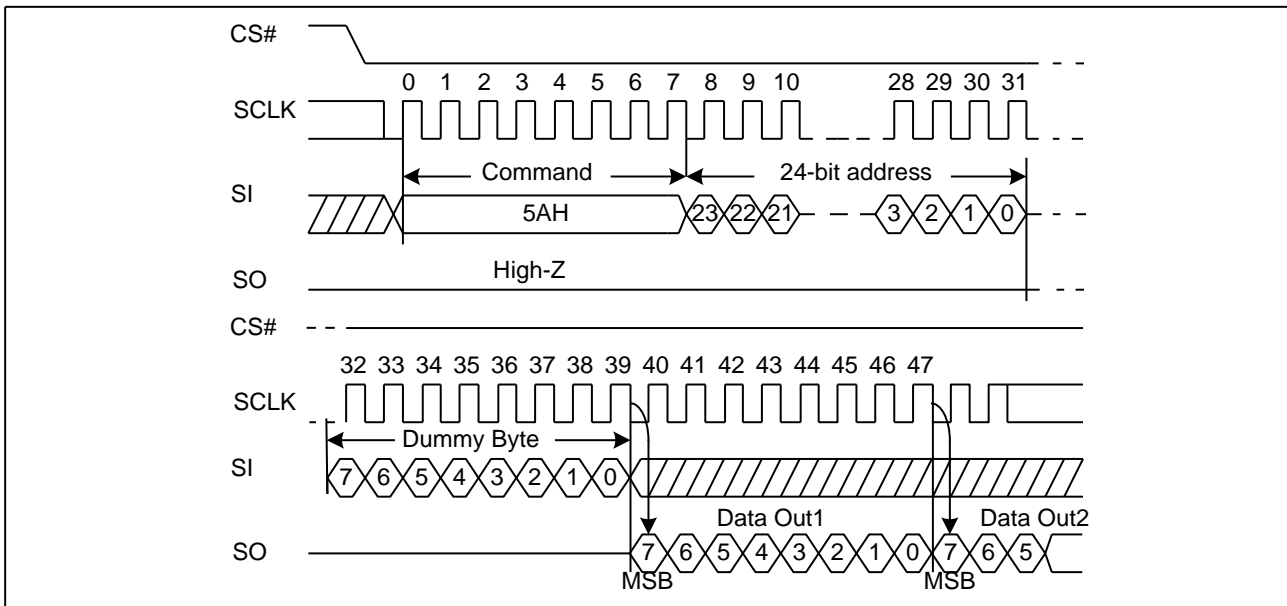 CS#
0 1 2 3 4 5 6 7 8 9 10 28 29 30 31
SCLK
Command 24-bit address
SI
5AH 23 22 21 3 2 1 0
High-Z
SO
CS#
32 33 34 35 36 37 38 39 40 41 42 43 44 45 46 47
SCLK
Dummy Byte
SI
7 6 5 4 3 2 1 0
Data Out1 Data Out2
SO
7 6 5 4 3 2 1 0 7 6 5
MSB MSB